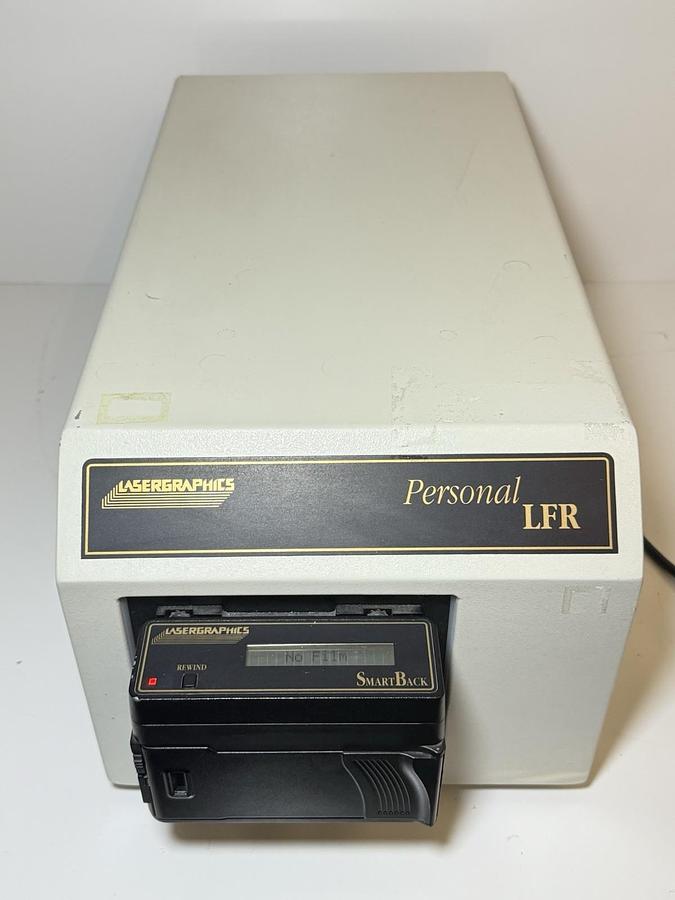 LASERGRAPHICS
Personal
LFR
LASERGRAPHICS
No Film
REWIND
SMARTBACK